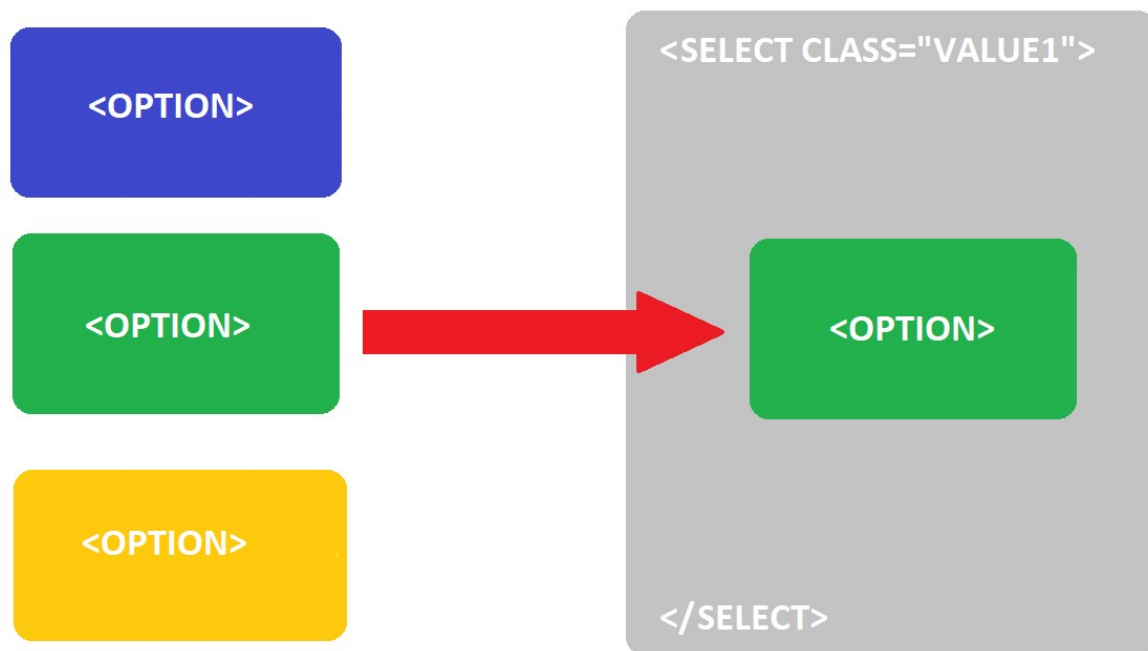 <OPTION>
<OPTION>
<OPTION>
<SELECT CLASS="VALUE1">
<OPTION>
</SELECT>